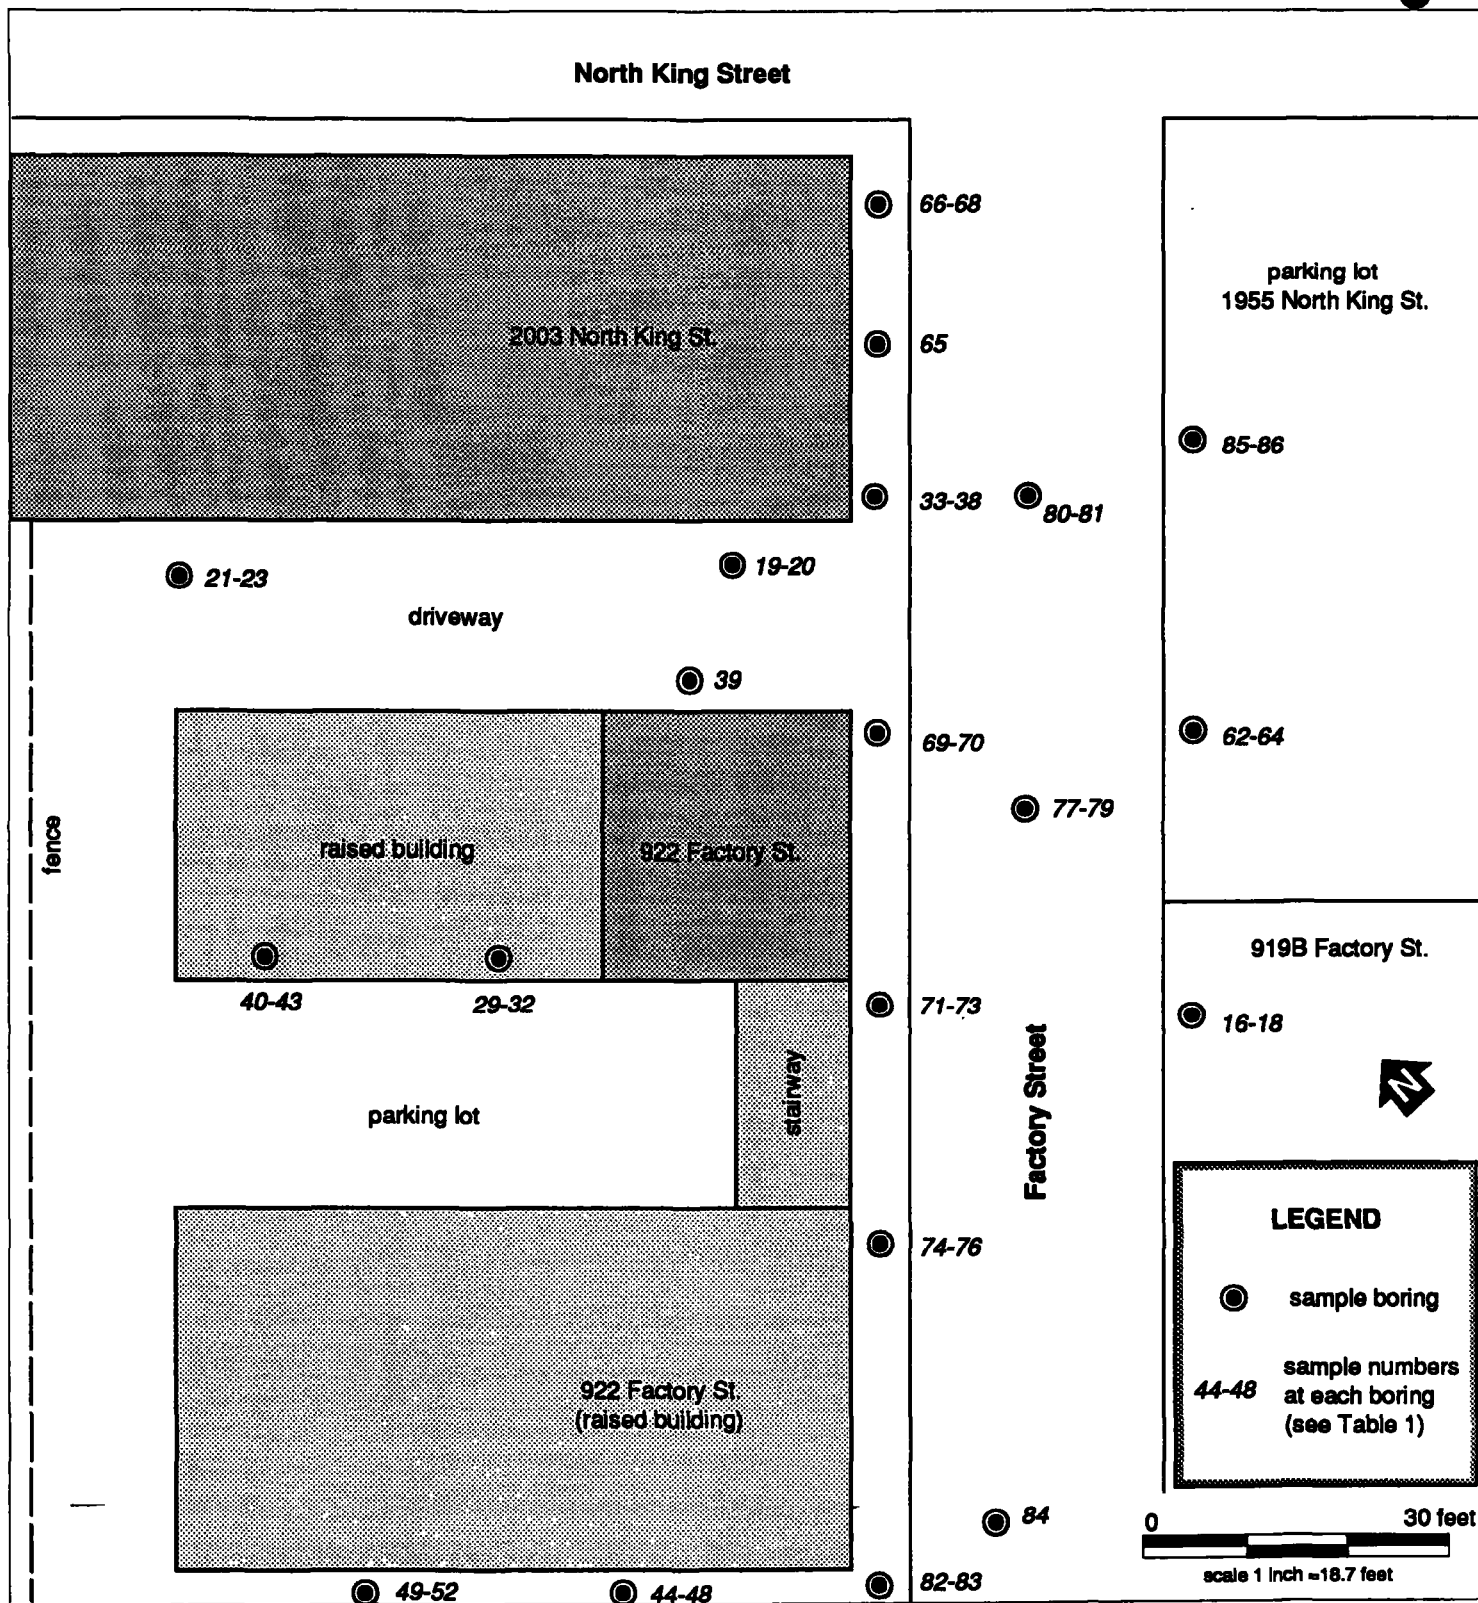 North King Street
66-68
parking lot
1955 North King St.
2003 North King St.
65
85-86
33-38
80-81
19-20
21-23
driveway
39
69-70
62-64
77-79
fence
raised building
922 Factory St.
919B Factory St.
40-43
29-32
71-73
16-18
N
Factory Street
stairway
parking lot
LEGEND
74-76
sample boring
44-48
sample numbers
at each boring
(see Table 1)
922 Factory St.
(raised building)
84
0
30 feet
scale 1 inch =18.7 feet
49-52
44-48
82-83